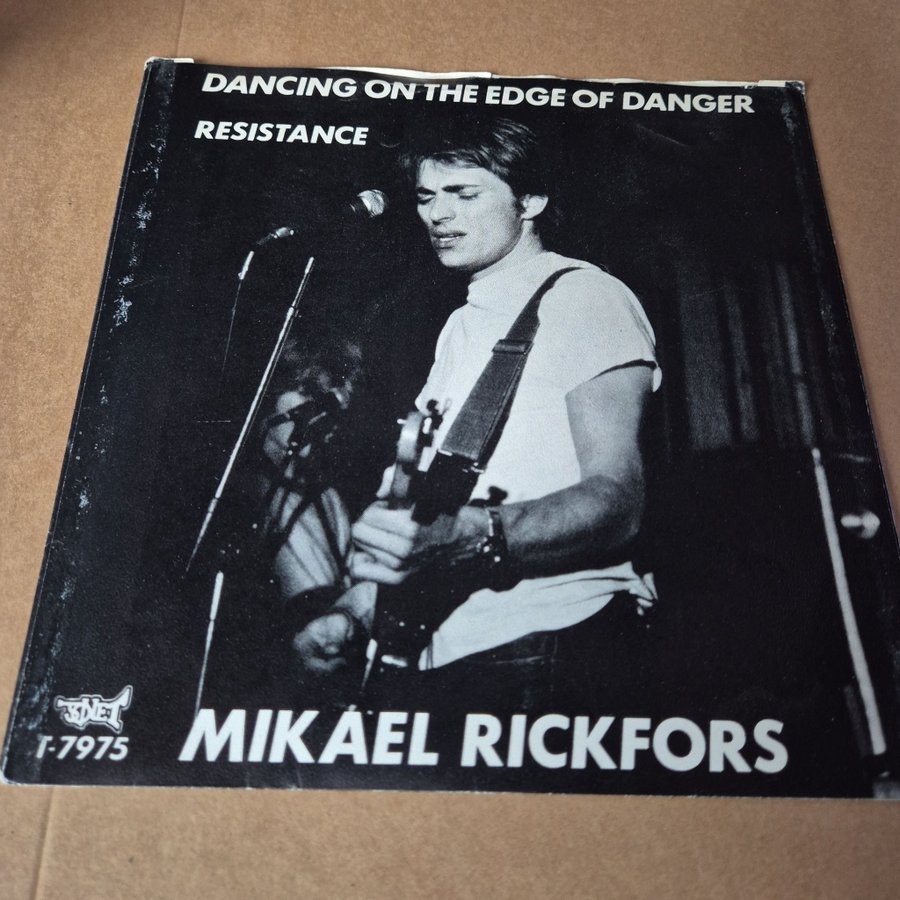 DANCING ON THE EDGE OF DANGER
RESISTANCE
T-7975
MIKAEL RICKFORS